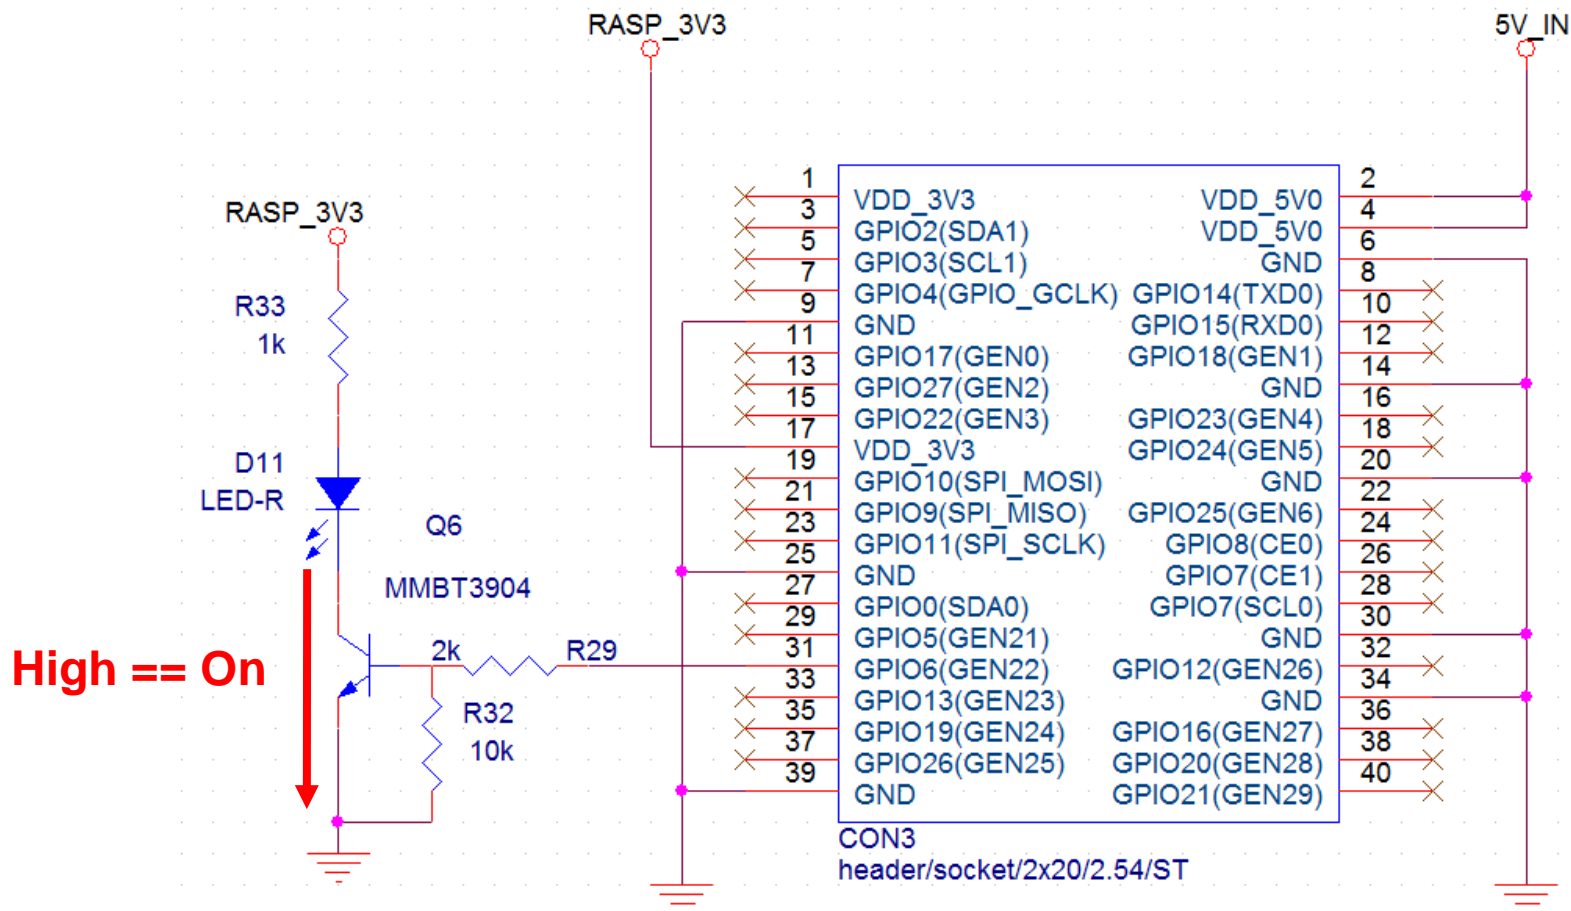 RASP_3V3
5V_IN
RASP_3V3
R33
1k
D11
LED-R
Q6
MMBT3904
High == On
2k
R29
R32
10k
1 VDD_3V3 VDD_5V0 2
3 GPIO2(SDA1) VDD_5V0 4
5 GPIO3(SCL1) GND 6
7 GPIO4(GPIO_GCLK) GPIO14(TXD0) 8
9 GND GPIO15(RXD0) 10
11 GPIO17(GEN0) GPIO18(GEN1) 12
13 GPIO27(GEN2) GND 14
15 GPIO22(GEN3) GPIO23(GEN4) 16
17 VDD_3V3 GPIO24(GEN5) 18
19 GPIO10(SPI_MOSI) GND 20
21 GPIO9(SPI_MISO) GPIO25(GEN6) 22
23 GPIO11(SPI_SCLK) GPIO8(CE0) 24
25 GND GPIO7(CE1) 26
27 GPIO0(SDA0) GPIO7(SCL0) 28
29 GPIO5(GEN21) GND 30
31 GPIO6(GEN22) GPIO12(GEN26) 32
33 GPIO13(GEN23) GND 34
35 GPIO19(GEN24) GPIO16(GEN27) 36
37 GPIO26(GEN25) GPIO20(GEN28) 38
39 GND GPIO21(GEN29) 40
CON3
header/socket/2x20/2.54/ST